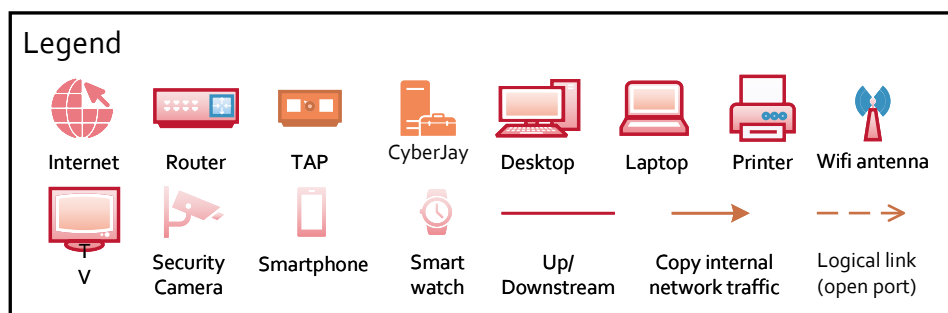 Legend
Internet
Router
TAP
CyberJay
Desktop
Laptop
Printer
Wifi antenna
T
V
Security
Camera
Smartphone
Smart
watch
Up/
Downstream
Copy internal
network traffic
Logical link
(open port)